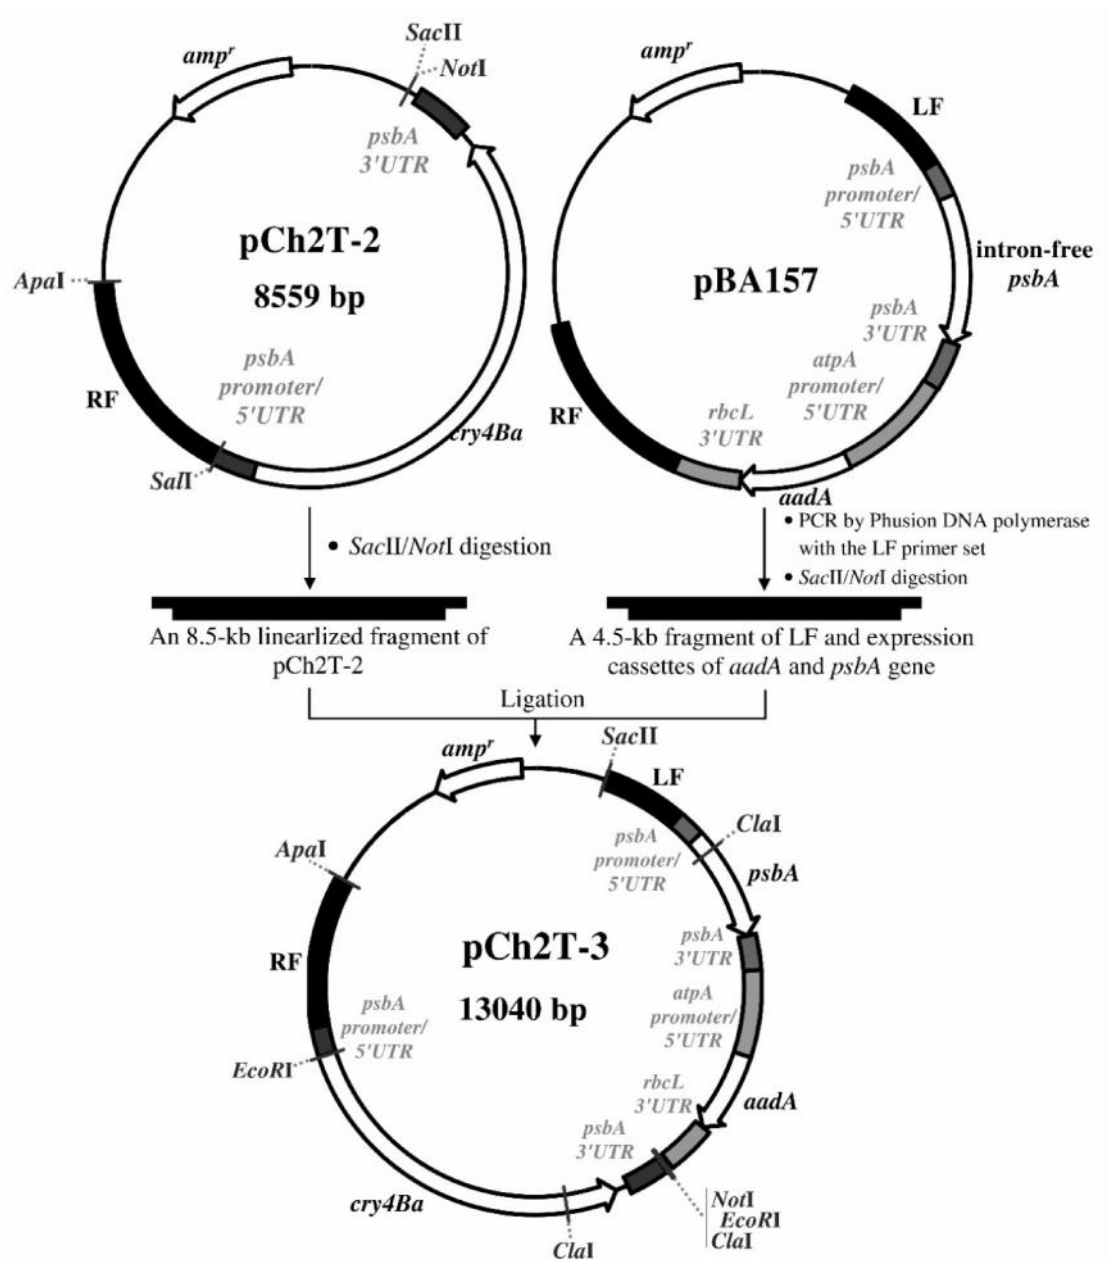 SacII
NotI
ampʳ
psbA
3'UTR
pCh2T-2
8559 bp
ApaI
psbA
promoter/
5'UTR
RF
cry4Ba
SalI
ampʳ
LF
psbA
promoter/
5'UTR
intron-free
psbA
pBA157
psbA
3'UTR
atpA
promoter/
5'UTR
rbcL
3'UTR
RF
aadA
• SacII/NotI digestion
• PCR by Phusion DNA polymerase
with the LF primer set
• SacII/NotI digestion
An 8.5-kb linearlized fragment of
pCh2T-2
A 4.5-kb fragment of LF and expression
cassettes of aadA and psbA gene
Ligation
SacII
ampʳ
LF
ClaI
psbA
promoter/
5'UTR
psbA
ApaI
pCh2T-3
13040 bp
psbA
3'UTR
RF
atpA
promoter/
5'UTR
psbA
promoter/
5'UTR
EcoRI
rbcL
3'UTR
aadA
psbA
3'UTR
cry4Ba
NotI
EcoRI
ClaI
ClaI